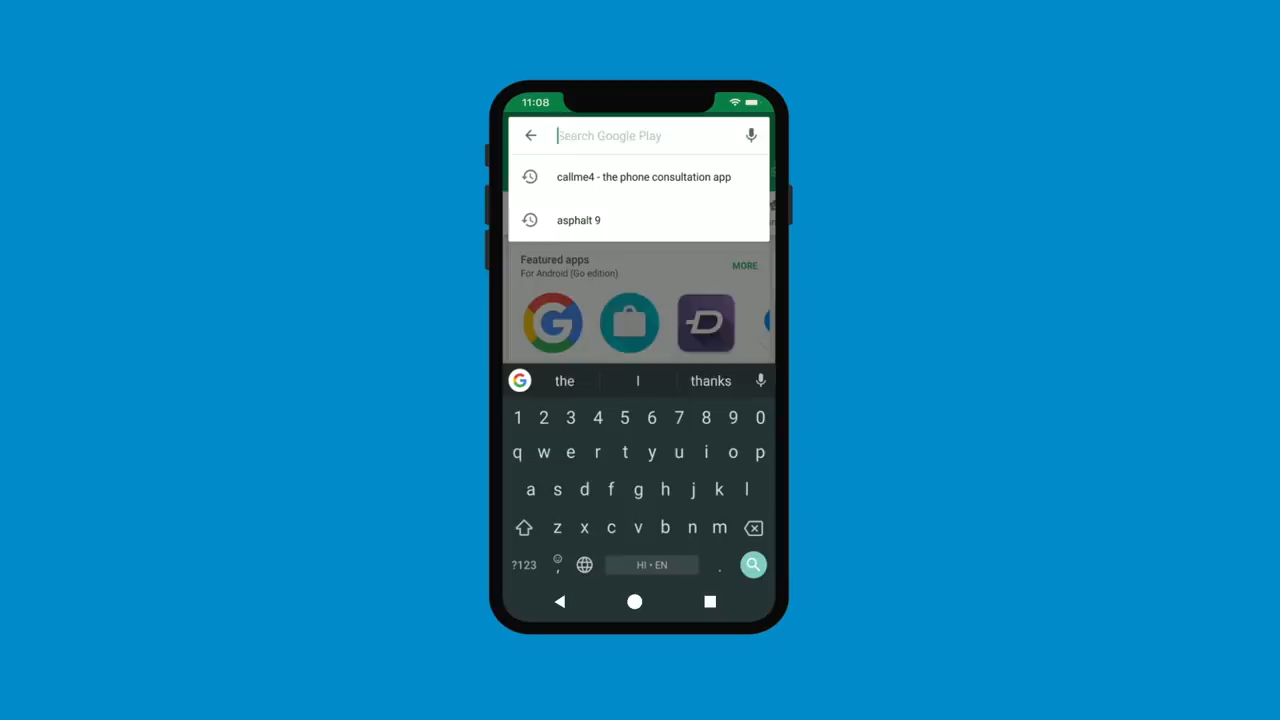 11:08
Search Google Play
callme4 - the phone consultation app
asphalt 9
Featured apps
For Android (Go edition)
MORE
the I thanks
1 2 3 4 5 6 7 8 9 0
q w e r t y u i o p
a s d f g h j k l
z x c v b n m
?123 , HI • EN .